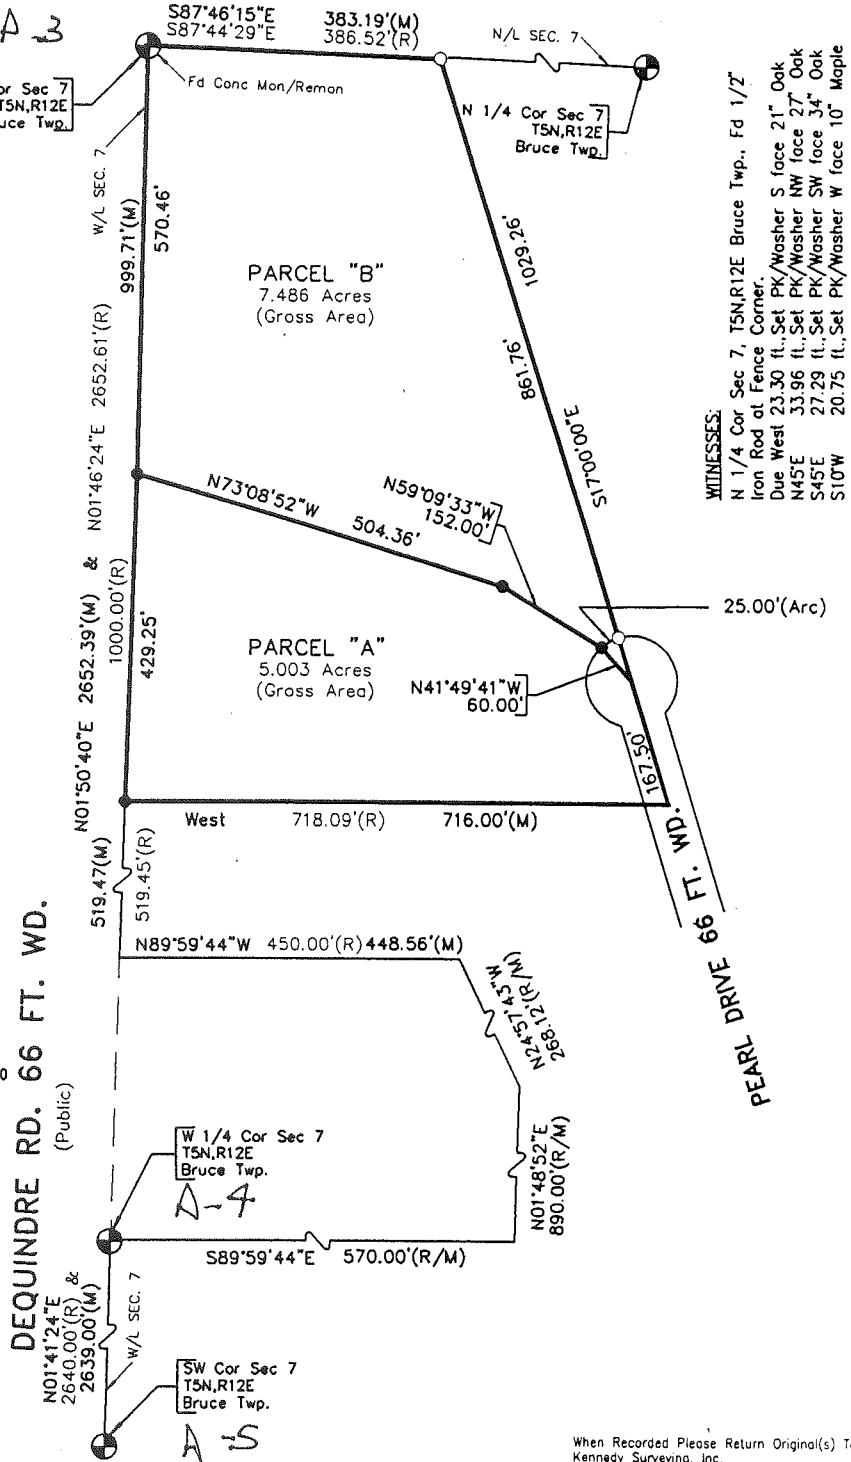 A-3
S87°46'15"E 383.19'(M)
S87°44'29"E 386.52'(R)
N/L SEC. 7
or Sec 7
T5N,R12E
uce Twp.
Fd Conc Mon/Remon
N 1/4 Cor Sec 7
T5N,R12E
Bruce Twp.
W/L SEC. 7
999.71'(M)
570.46'
PARCEL "B"
7.486 Acres
(Gross Area)
1029.26'
861.76'
S17°00'00"E
WITNESSES:
N 1/4 Cor Sec 7, T5N,R12E Bruce Twp., Fd 1/2"
Iron Rod at Fence Corner.
Due West 23.30 ft.,Set PK/Washer S face 21" Oak
N45°E 33.96 ft.,Set PK/Washer NW face 27" Oak
S45°E 27.29 ft.,Set PK/Washer SW face 34" Oak
S10°W 20.75 ft.,Set PK/Washer W face 10" Maple
N01°50'40"E 2652.39'(M) & N01°46'24"E 2652.61'(R)
1000.00'(R)
429.25'
N73°08'52"W
504.36'
N59°09'33"W
152.00'
25.00'(Arc)
PARCEL "A"
5.003 Acres
(Gross Area)
N41°49'41"W
60.00'
167.50'
West 718.09'(R) 716.00'(M)
PEARL DRIVE 66 FT. WD.
519.47(M)
519.45'(R)
N89°59'44"W 450.00'(R) 448.56'(M)
N24°57'43"W
268.12'(R/M)
N01°48'52"E
890.00'(R/M)
DEQUINDRE RD. 66 FT. WD.
(Public)
W 1/4 Cor Sec 7
T5N,R12E
Bruce Twp.
A-4
S89°59'44"E 570.00'(R/M)
N01°41'24"E
2640.00'(R) &
2639.00'(M)
W/L SEC. 7
SW Cor Sec 7
T5N,R12E
Bruce Twp.
A-5
When Recorded Please Return Original(s) T
Kennedy Surveying, Inc.